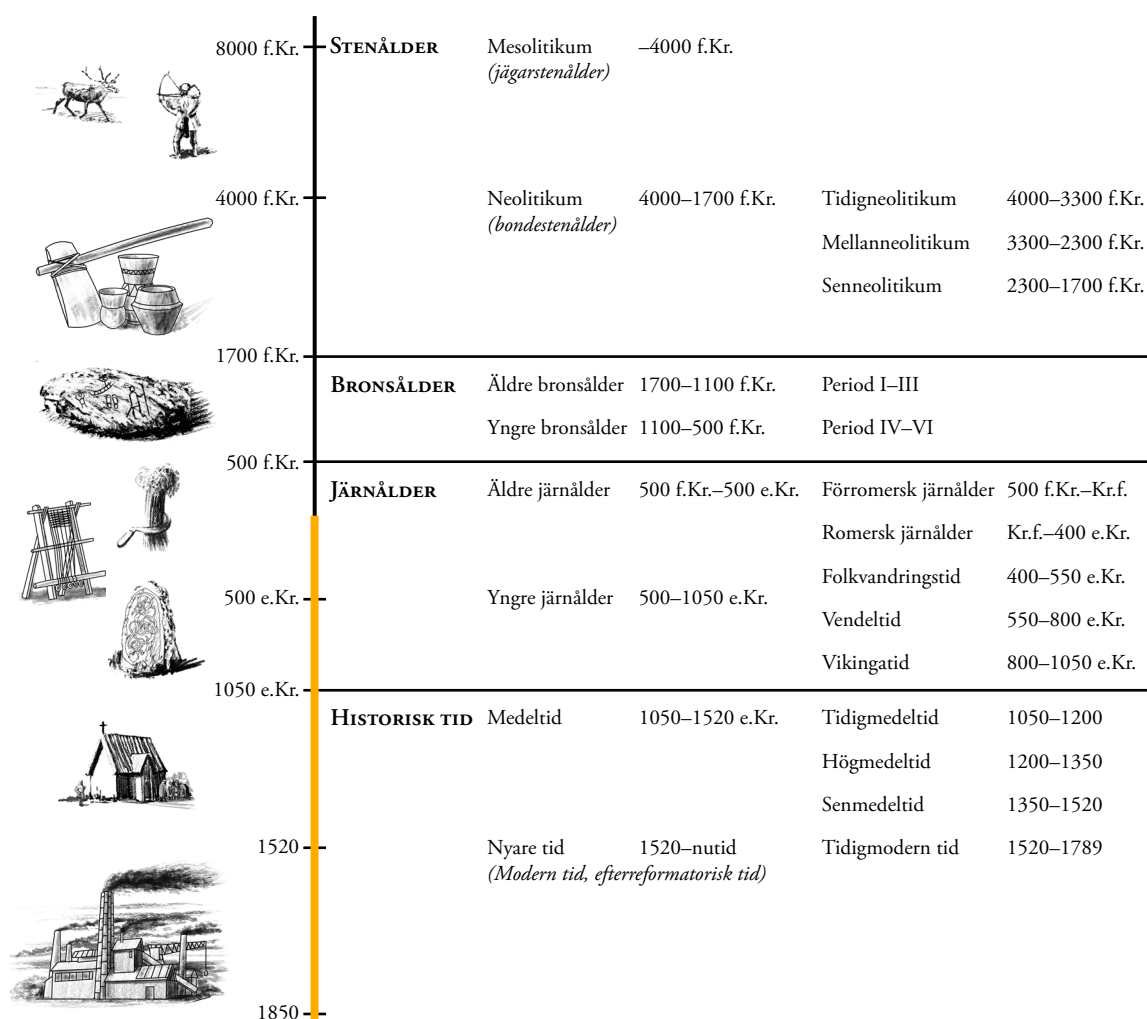 8000 f.Kr. STENÅLDER Mesolitikum –4000 f.Kr.
(jägarstenålder)
4000 f.Kr. Neolitikum 4000–1700 f.Kr. Tidigneolitikum 4000–3300 f.Kr.
(bondestenålder)
Mellanneolitikum 3300–2300 f.Kr.
Senneolitikum 2300–1700 f.Kr.
1700 f.Kr.
BRONSÅLDER Äldre bronsålder 1700–1100 f.Kr. Period I–III
Yngre bronsålder 1100–500 f.Kr. Period IV–VI
500 f.Kr.
JÄRNÅLDER Äldre järnålder 500 f.Kr.–500 e.Kr. Förromersk järnålder 500 f.Kr.–Kr.f.
Romersk järnålder Kr.f.–400 e.Kr.
Folkvandringstid 400–550 e.Kr.
500 e.Kr. Yngre järnålder 500–1050 e.Kr.
Vendeltid 550–800 e.Kr.
Vikingatid 800–1050 e.Kr.
1050 e.Kr.
HISTORISK TID Medeltid 1050–1520 e.Kr. Tidigmedeltid 1050–1200
Högmedeltid 1200–1350
Senmedeltid 1350–1520
1520 Nyare tid 1520–nutid Tidigmodern tid 1520–1789
(Modern tid, efterreformatorisk tid)
1850